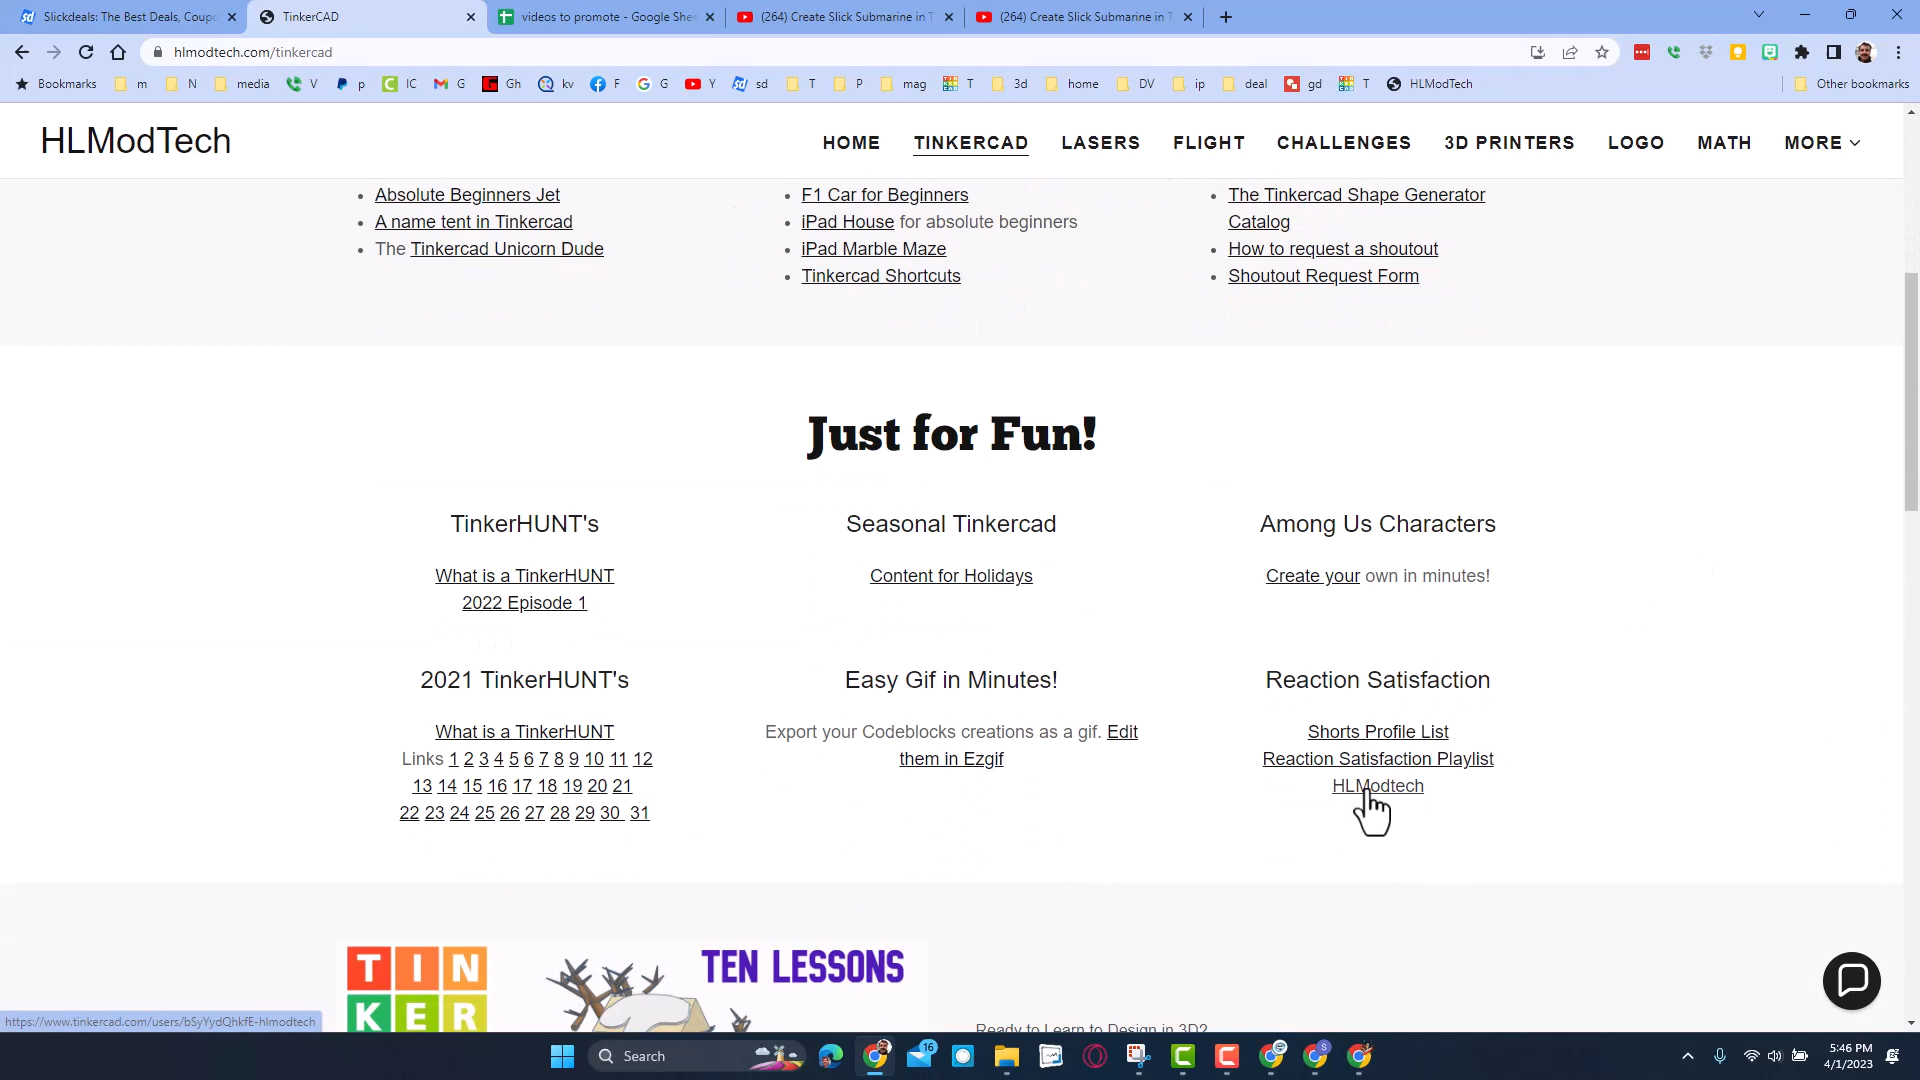 Slickdeals: The Best Deals, Coupo
TinkerCAD
videos to promote - Google Shee
(264) Create Slick Submarine in T
(264) Create Slick Submarine in T
hlmodtech.com/tinkercad
Bookmarks m N media V p IC G Gh kv F G Y sd T P mag T 3d home DV ip deal gd T HLModTech Other bookmarks
HLModTech
HOME TINKERCAD LASERS FLIGHT CHALLENGES 3D PRINTERS LOGO MATH MORE
Absolute Beginners Jet
A name tent in Tinkercad
The Tinkercad Unicorn Dude
F1 Car for Beginners
iPad House for absolute beginners
iPad Marble Maze
Tinkercad Shortcuts
The Tinkercad Shape Generator
Catalog
How to request a shoutout
Shoutout Request Form
Just for Fun!
TinkerHUNT's
What is a TinkerHUNT
2022 Episode 1
Seasonal Tinkercad
Content for Holidays
Among Us Characters
Create your own in minutes!
2021 TinkerHUNT's
What is a TinkerHUNT
Links 1 2 3 4 5 6 7 8 9 10 11 12
13 14 15 16 17 18 19 20 21
22 23 24 25 26 27 28 29 30 31
Easy Gif in Minutes!
Export your Codeblocks creations as a gif. Edit
them in Ezgif
Reaction Satisfaction
Shorts Profile List
Reaction Satisfaction Playlist
HLModtech
TIN
KER
TEN LESSONS
Ready to Learn to Design in 3D?
https://www.tinkercad.com/users/bSyYydQhkfE-hlmodtech
Search
16
S
5:46 PM
4/1/2023